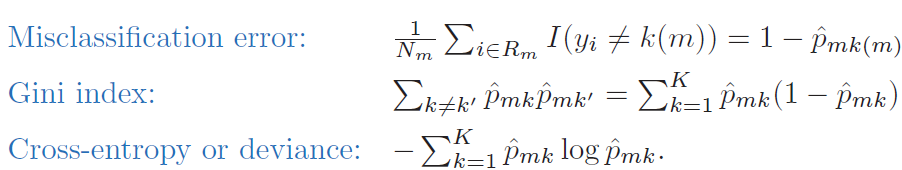 Misclassification error: $\frac{1}{N_m} \sum_{i \in R_m} I(y_i \neq k(m)) = 1 - \hat{p}_{mk(m)}$
Gini index: $\sum_{k \neq k'} \hat{p}_{mk} \hat{p}_{mk'} = \sum_{k=1}^{K} \hat{p}_{mk}(1 - \hat{p}_{mk})$
Cross-entropy or deviance: $- \sum_{k=1}^{K} \hat{p}_{mk} \log \hat{p}_{mk}.$